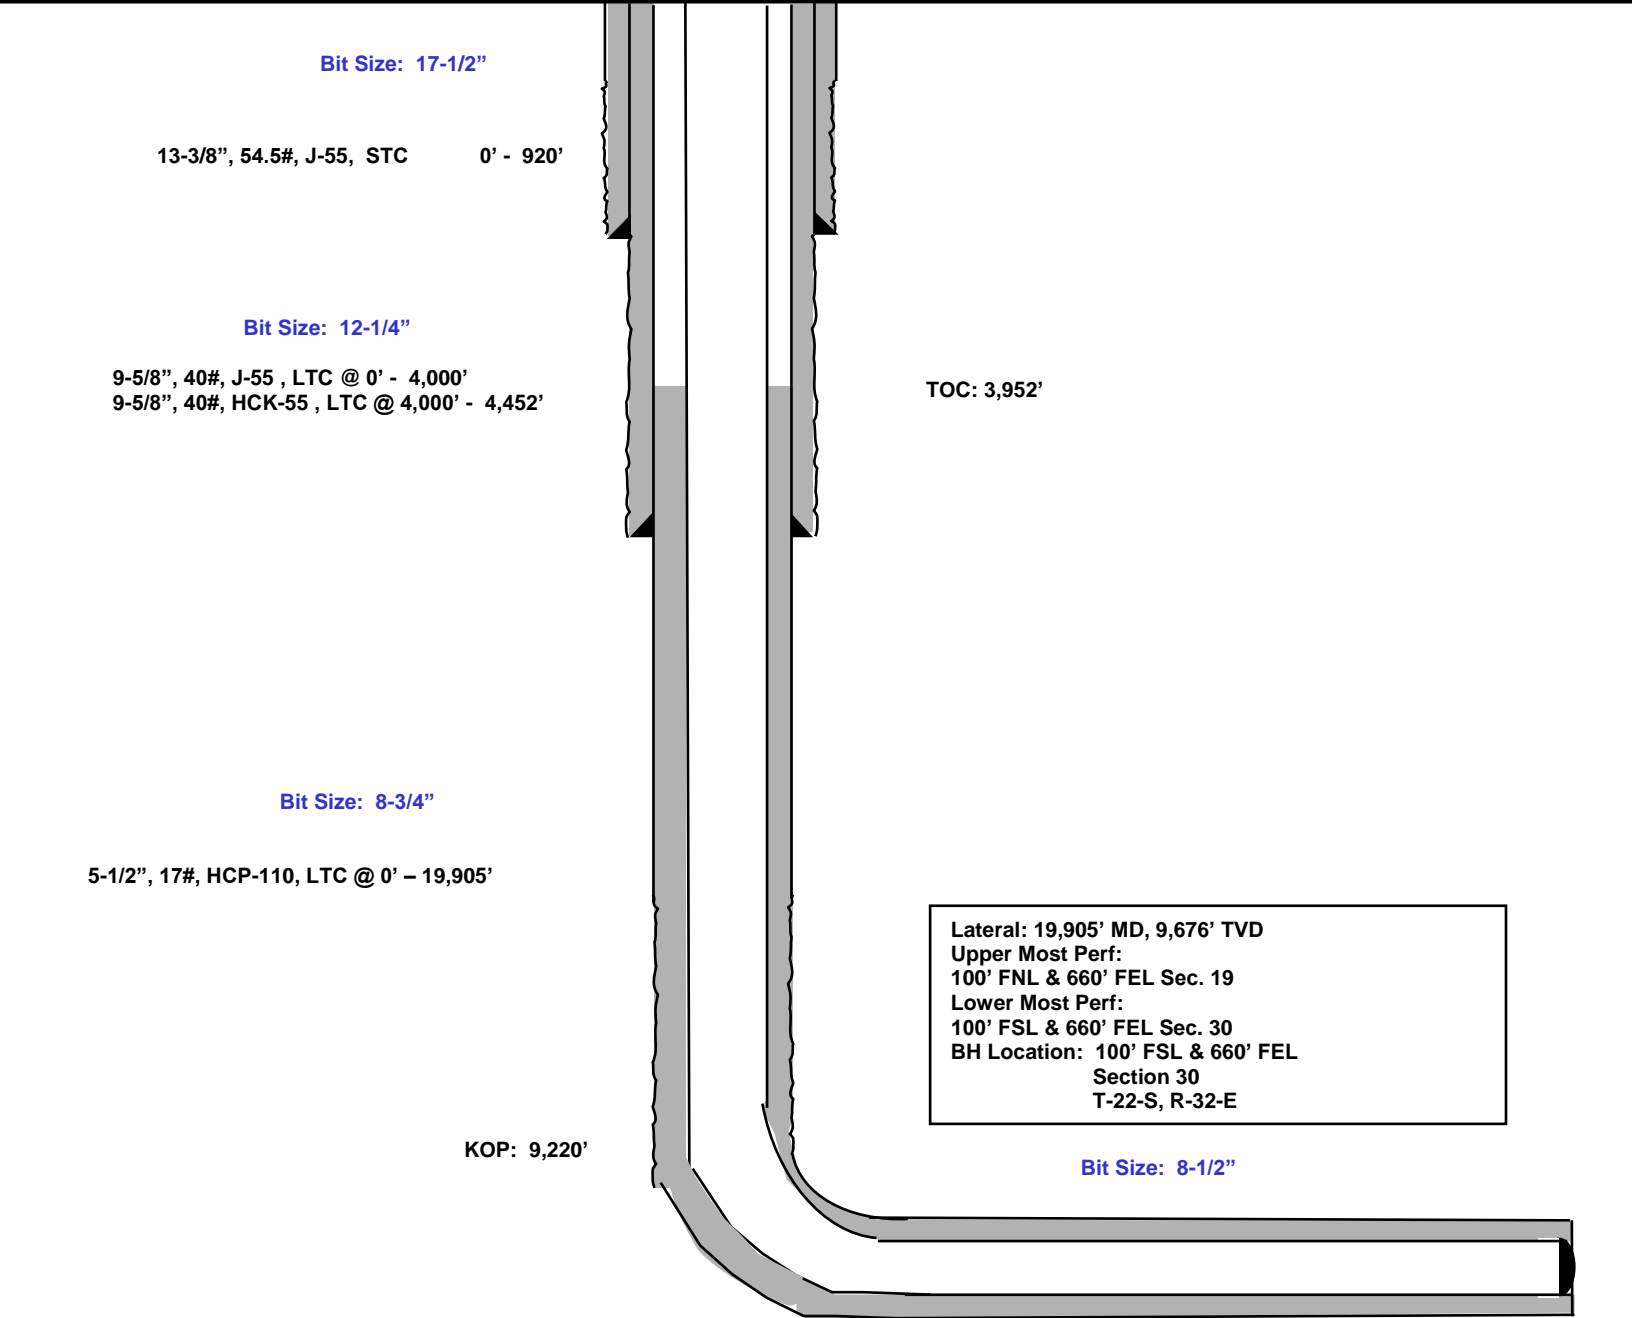 Bit Size: 17-1/2”
13-3/8”, 54.5#, J-55, STC 0’ - 920’
Bit Size: 12-1/4”
9-5/8”, 40#, J-55 , LTC @ 0’ - 4,000’
9-5/8”, 40#, HCK-55 , LTC @ 4,000’ - 4,452’
TOC: 3,952’
Bit Size: 8-3/4”
5-1/2”, 17#, HCP-110, LTC @ 0’ – 19,905’
Lateral: 19,905’ MD, 9,676’ TVD
Upper Most Perf:
100’ FNL & 660’ FEL Sec. 19
Lower Most Perf:
100’ FSL & 660’ FEL Sec. 30
BH Location: 100’ FSL & 660’ FEL
Section 30
T-22-S, R-32-E
KOP: 9,220’
Bit Size: 8-1/2”